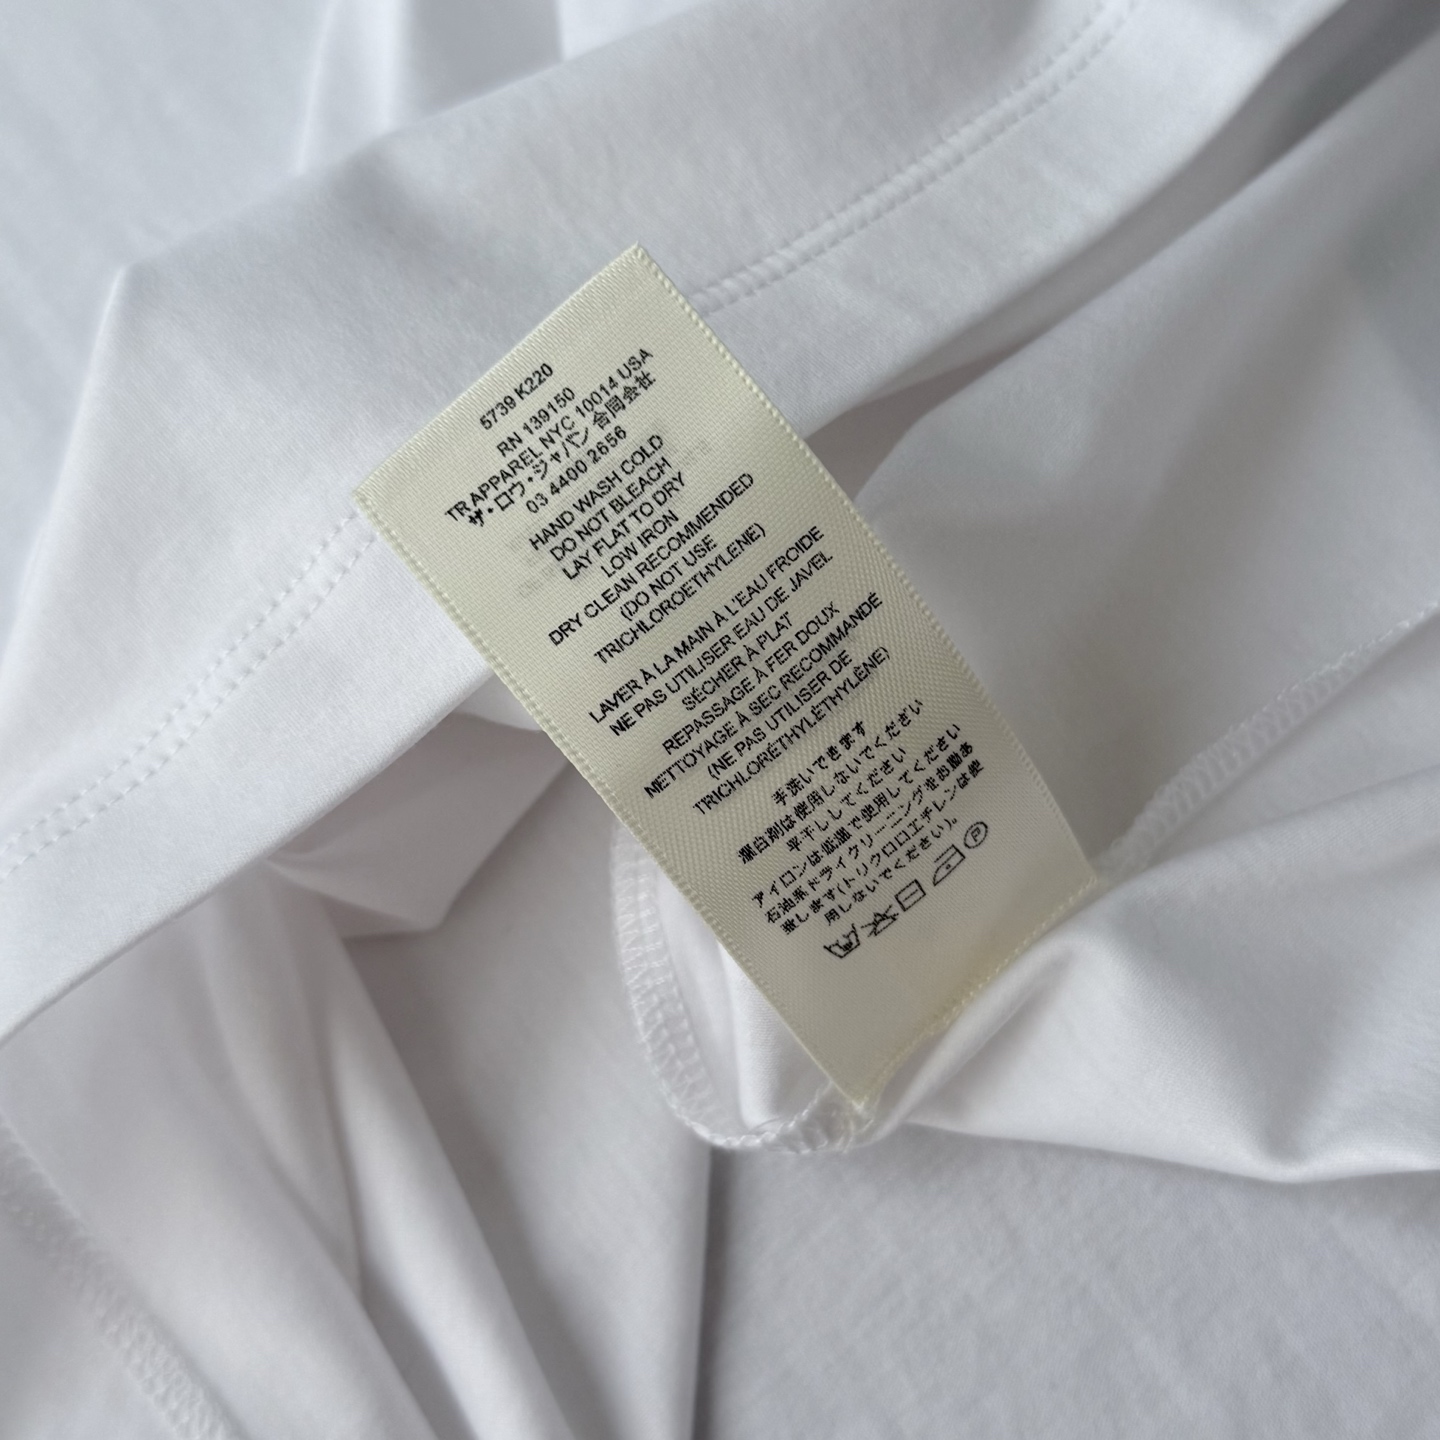 5739 K220
RN 139150
TR APPAREL NYC 10014 USA
ザ・ロウ・ジャパン 合同会社
03 4400 2656
HAND WASH COLD
DO NOT BLEACH
LAY FLAT TO DRY
LOW IRON
DRY CLEAN RECOMMENDED
(DO NOT USE
TRICHLOROETHYLENE)
LAVER À LA MAIN À L'EAU FROIDE
NE PAS UTILISER EAU DE JAVEL
SÉCHER À PLAT
REPASSAGE À FER DOUX
NETTOYAGE À SEC RECOMMANDÉ
(NE PAS UTILISER DE
TRICHLORÉTHYLÉTHYLÈNE)
手洗いできます
漂白剤は使用しないでください
平干ししてください
アイロンは低温で使用してください
石油系ドライクリーニングをお勧め
致します(トリクロロエチレンは使
用しないでください)。
P